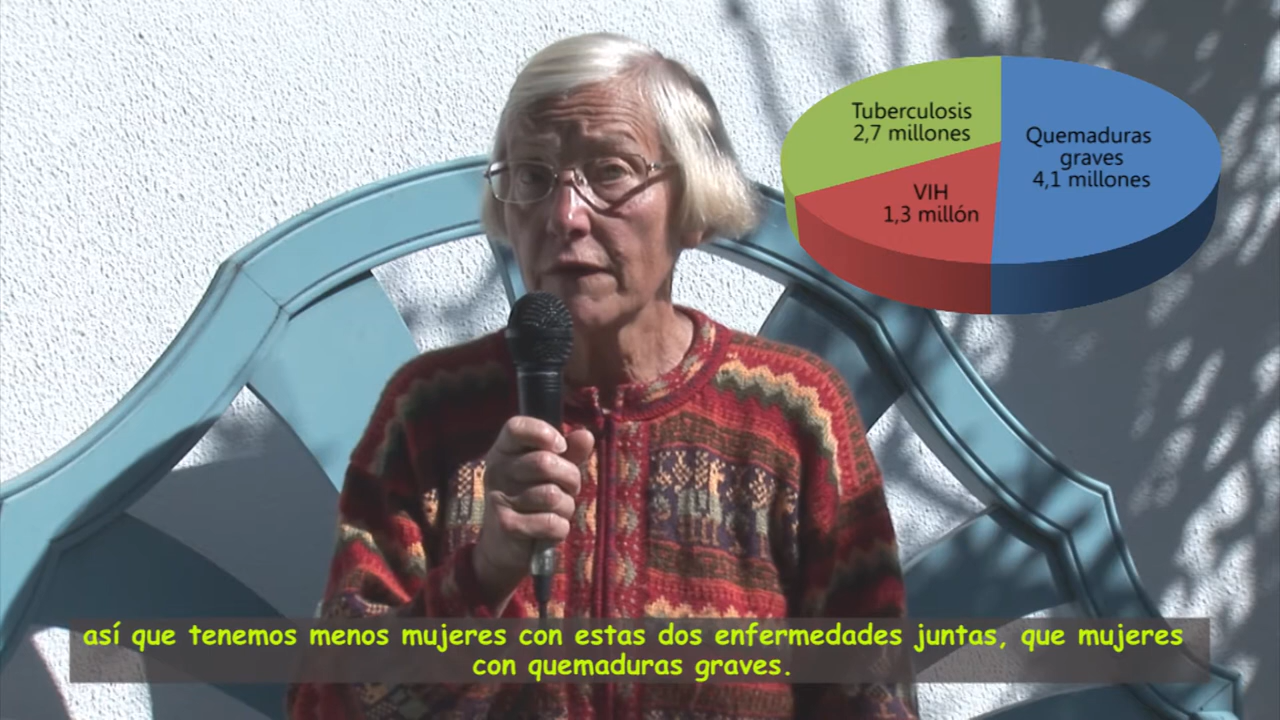 Tuberculosis
2,7 millones
Quemaduras
graves
4,1 millones
VIH
1,3 millón
así que tenemos menos mujeres con estas dos enfermedades juntas, que mujeres
con quemaduras graves.